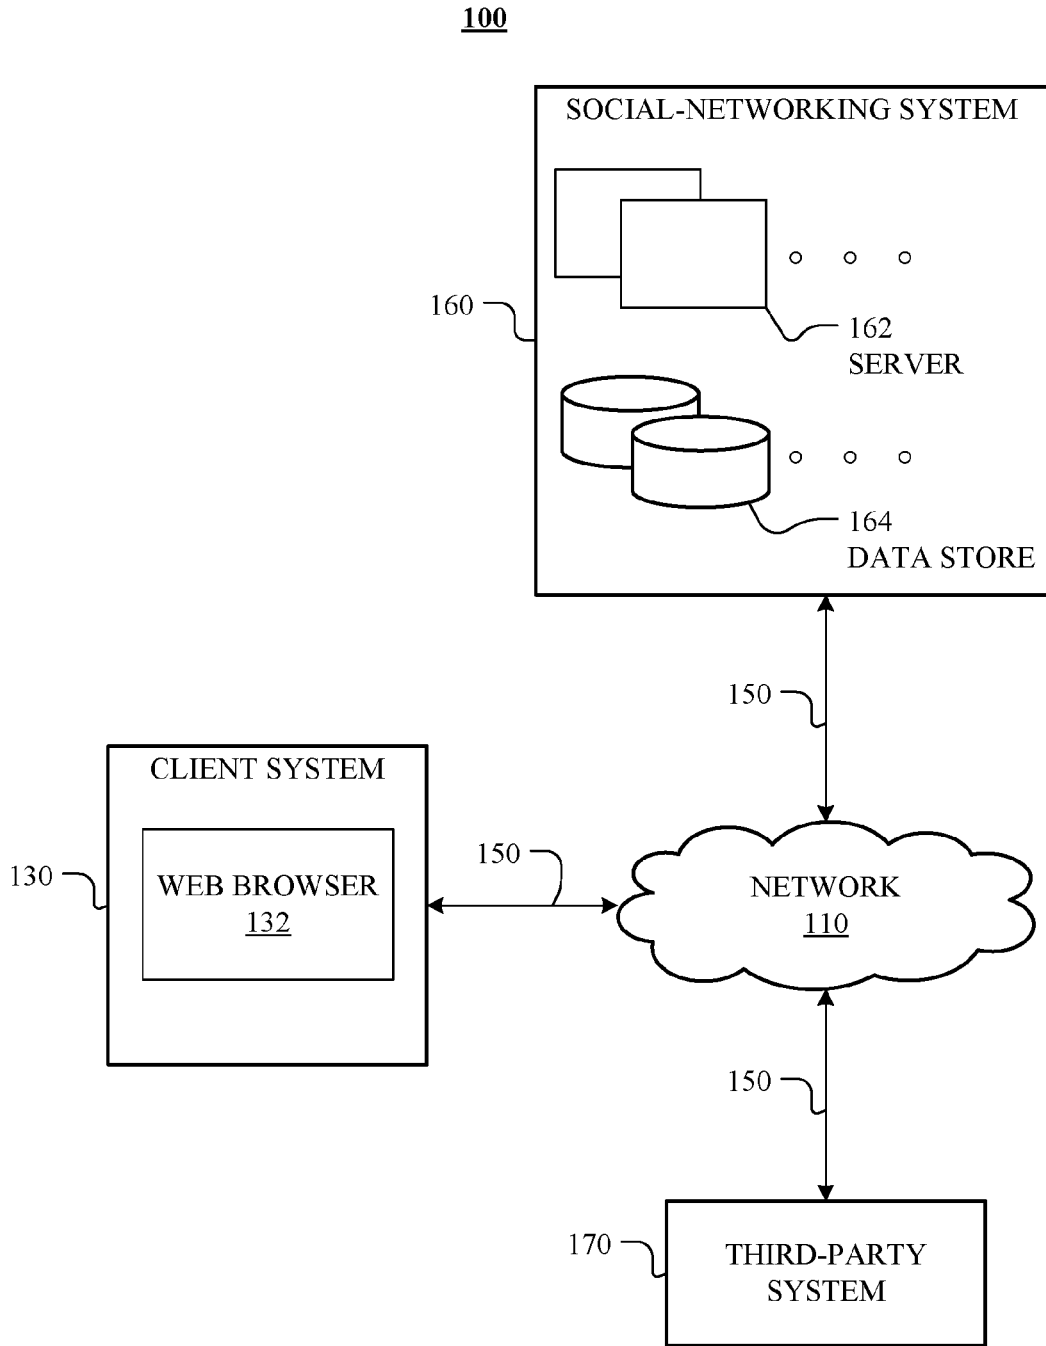 100
SOCIAL-NETWORKING SYSTEM
160
162
SERVER
164
DATA STORE
150
CLIENT SYSTEM
130
WEB BROWSER
132
150
NETWORK
110
150
170
THIRD-PARTY
SYSTEM